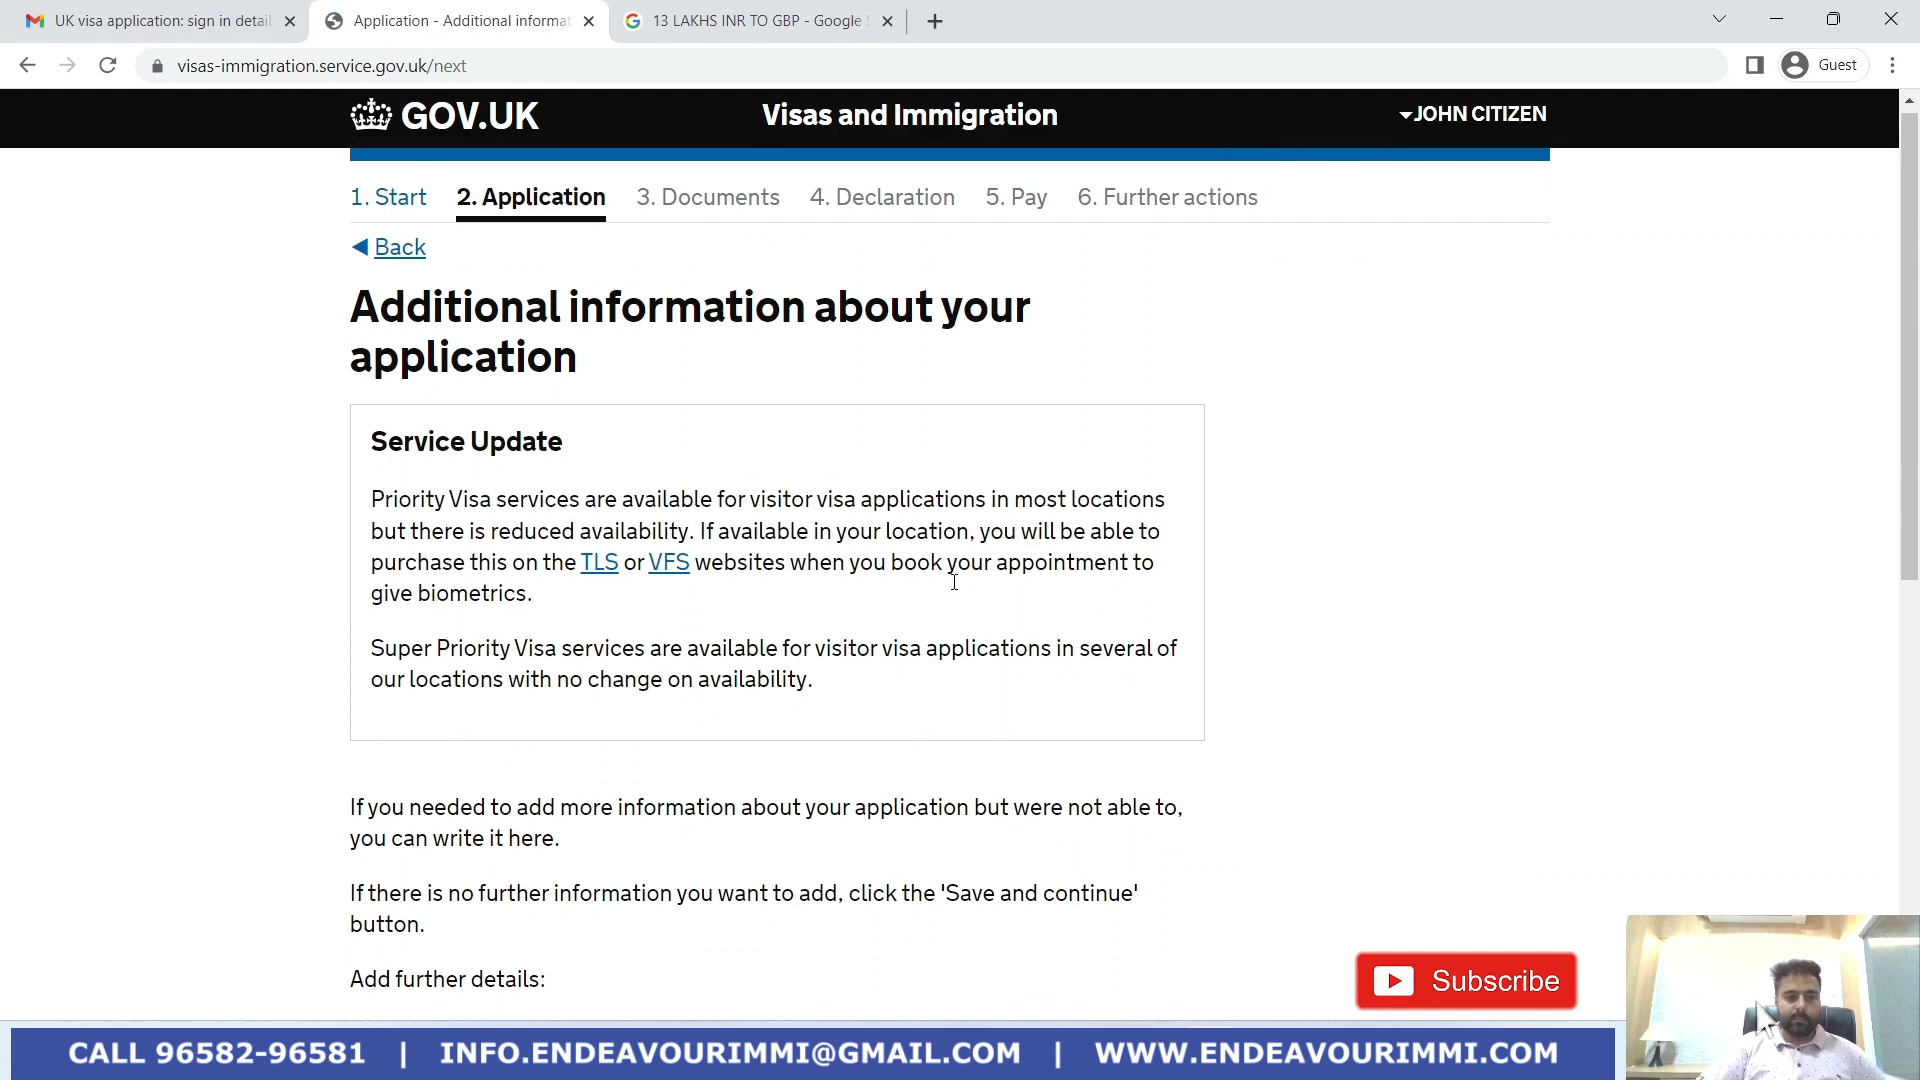 UK visa application: sign in detail
Application - Additional informat
13 LAKHS INR TO GBP - Google S
visas-immigration.service.gov.uk/next
Guest
GOV.UK
Visas and Immigration
JOHN CITIZEN
1. Start 2. Application 3. Documents 4. Declaration 5. Pay 6. Further actions
Back
Additional information about your
application
Service Update
Priority Visa services are available for visitor visa applications in most locations
but there is reduced availability. If available in your location, you will be able to
purchase this on the TLS or VFS websites when you book your appointment to
give biometrics.
Super Priority Visa services are available for visitor visa applications in several of
our locations with no change on availability.
If you needed to add more information about your application but were not able to,
you can write it here.
If there is no further information you want to add, click the 'Save and continue'
button.
Add further details:
Subscribe
CALL 96582-96581 | INFO.ENDEAVOURIMMI@GMAIL.COM | WWW.ENDEAVOURIMMI.COM